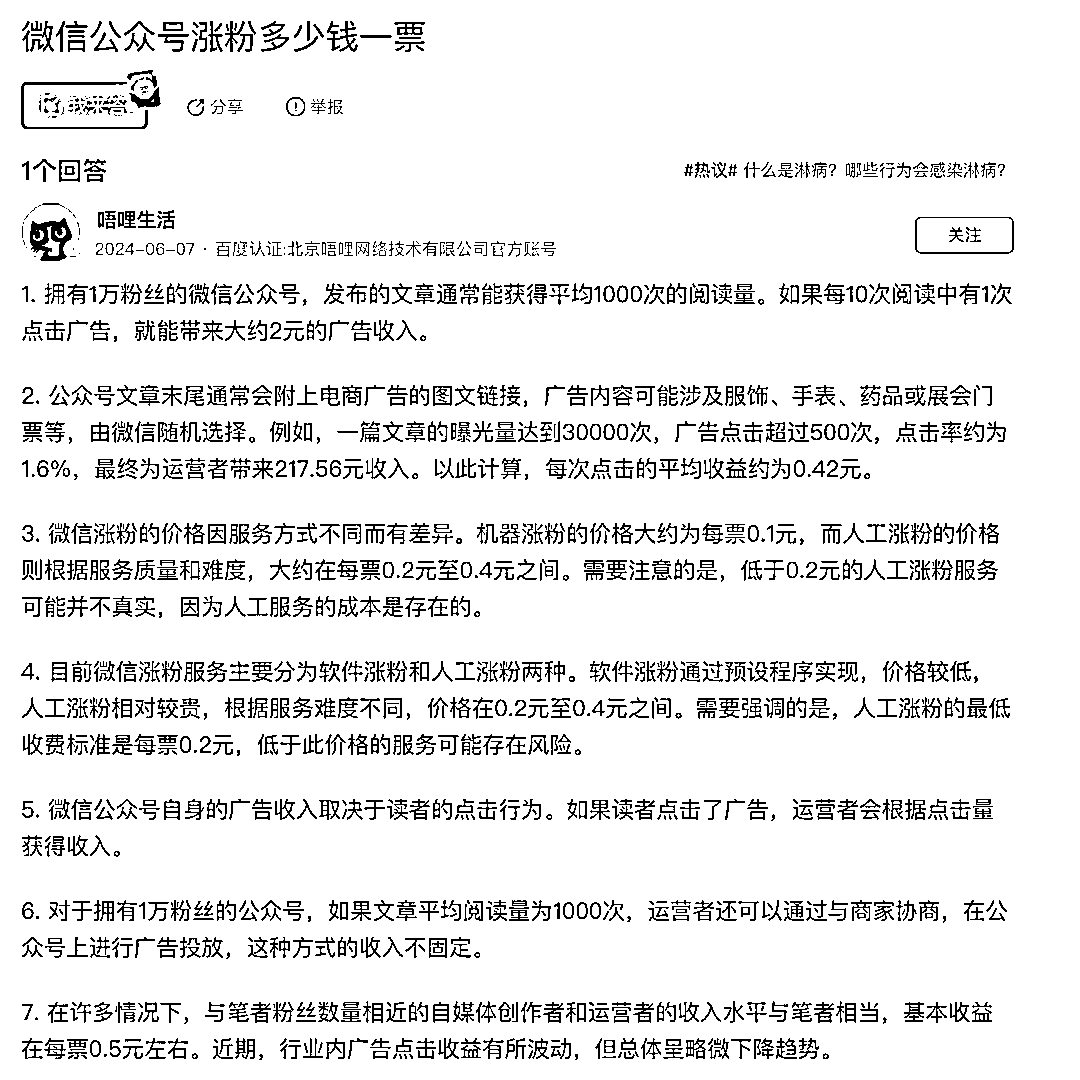 微信公众号涨粉多少钱一票
我来答
分享
举报
1个回答
#热议# 什么是淋病？哪些行为会感染淋病？
唔哩生活
2024-06-07 · 百度认证:北京唔哩网络技术有限公司官方账号
关注
1. 拥有1万粉丝的微信公众号，发布的文章通常能获得平均1000次的阅读量。如果每10次阅读中有1次
点击广告，就能带来大约2元的广告收入。
2. 公众号文章末尾通常会附上电商广告的图文链接，广告内容可能涉及服饰、手表、药品或展会门
票等，由微信随机选择。例如，一篇文章的曝光量达到30000次，广告点击超过500次，点击率约为
1.6%，最终为运营者带来217.56元收入。以此计算，每次点击的平均收益约为0.42元。
3. 微信涨粉的价格因服务方式不同而有差异。机器涨粉的价格大约为每票0.1元，而人工涨粉的价格
则根据服务质量和难度，大约在每票0.2元至0.4元之间。需要注意的是，低于0.2元的人工涨粉服务
可能并不真实，因为人工服务的成本是存在的。
4. 目前微信涨粉服务主要分为软件涨粉和人工涨粉两种。软件涨粉通过预设程序实现，价格较低，
人工涨粉相对较贵，根据服务难度不同，价格在0.2元至0.4元之间。需要强调的是，人工涨粉的最低
收费标准是每票0.2元，低于此价格的服务可能存在风险。
5. 微信公众号自身的广告收入取决于读者的点击行为。如果读者点击了广告，运营者会根据点击量
获得收入。
6. 对于拥有1万粉丝的公众号，如果文章平均阅读量为1000次，运营者还可以通过与商家协商，在公
众号上进行广告投放，这种方式的收入不固定。
7. 在许多情况下，与笔者粉丝数量相近的自媒体创作者和运营者的收入水平与笔者相当，基本收益
在每票0.5元左右。近期，行业内广告点击收益有所波动，但总体呈略微下降趋势。